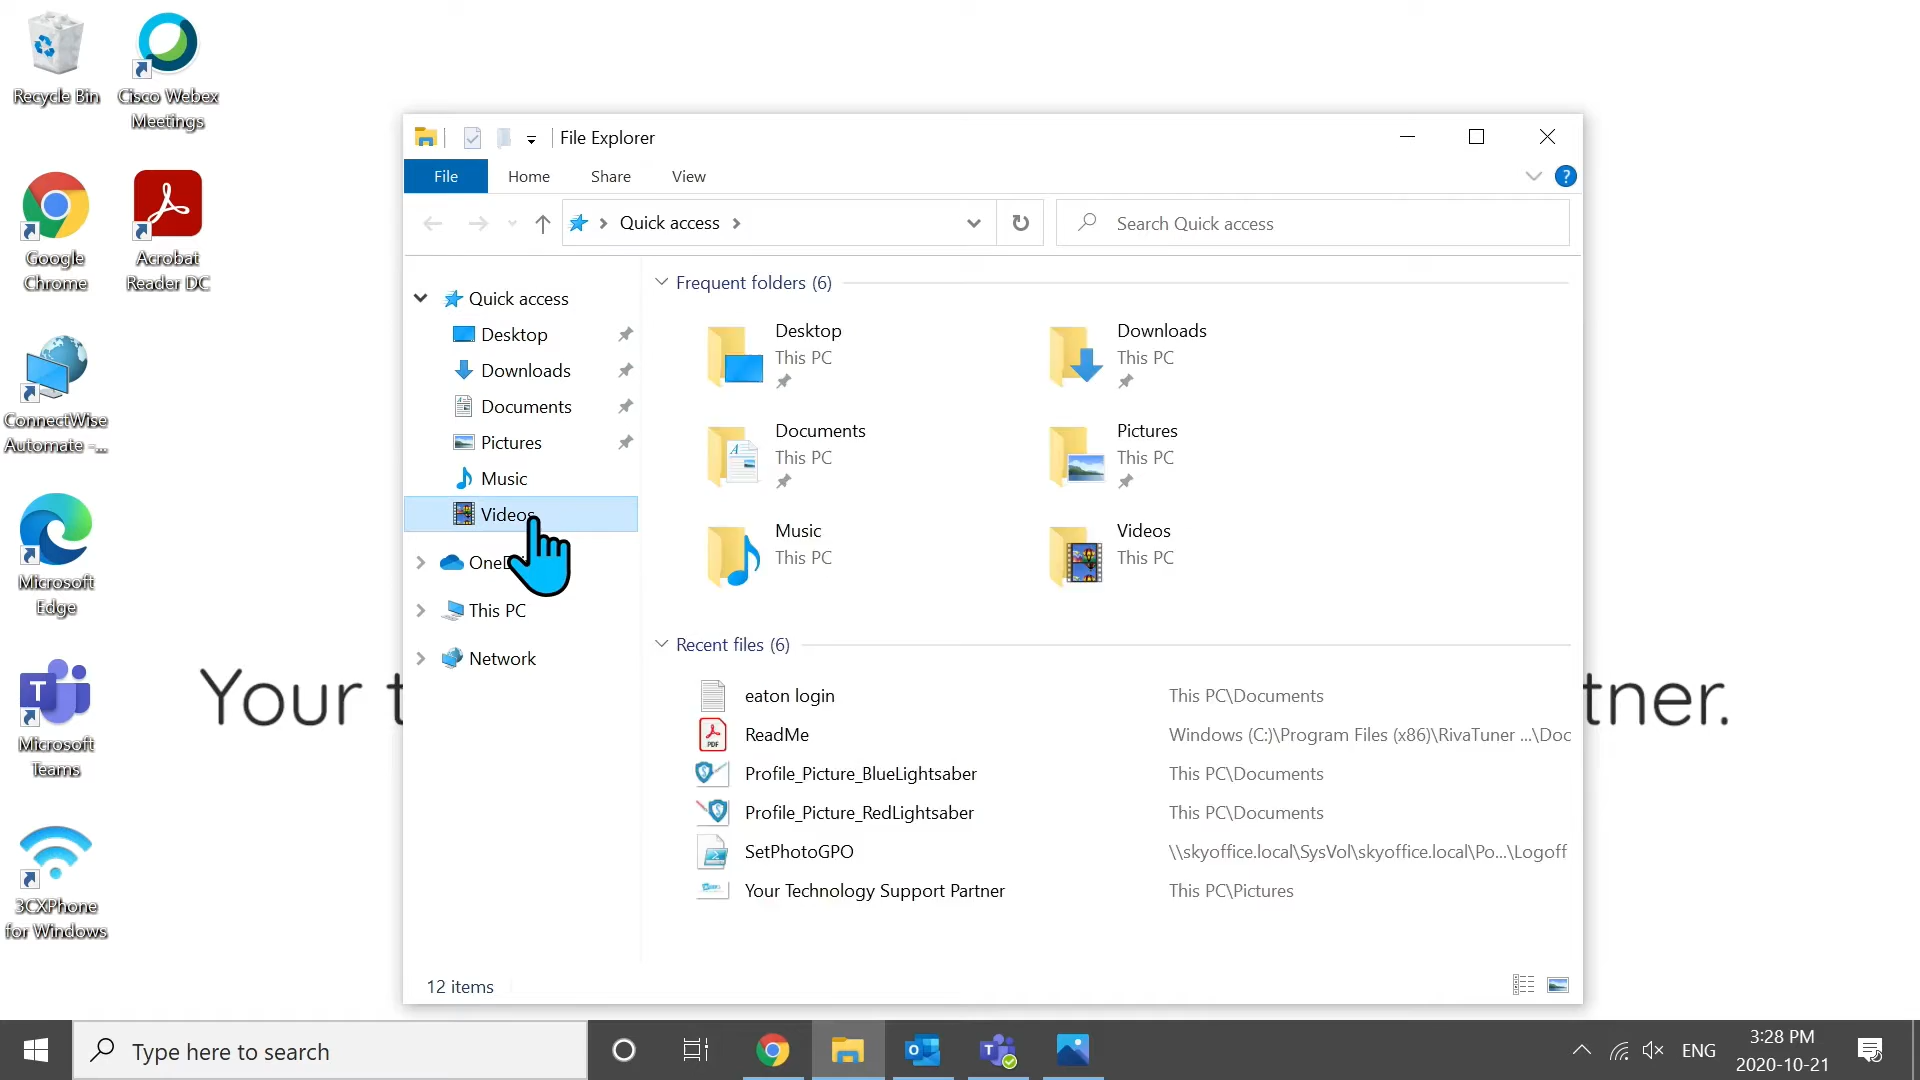 Recycle Bin
Cisco Webex
Meetings
Google
Chrome
Acrobat
Reader DC
ConnectWise
Automate -...
Microsoft
Edge
Microsoft
Teams
3CXPhone
for Windows
Your t
tner.
File Explorer
File
Home
Share
View
?
Quick access
Search Quick access
Quick access
Desktop
Downloads
Documents
Pictures
Music
Videos
This PC
Network
Frequent folders (6)
Desktop
This PC
Downloads
This PC
Documents
This PC
Pictures
This PC
Music
This PC
Videos
This PC
Recent files (6)
eaton login This PC\Documents
ReadMe Windows (C:)\Program Files (x86)\RivaTuner ...\Doc
Profile_Picture_BlueLightsaber This PC\Documents
Profile_Picture_RedLightsaber This PC\Documents
SetPhotoGPO \\skyoffice.local\SysVol\skyoffice.local\Po...\Logoff
Your Technology Support Partner This PC\Pictures
12 items
Type here to search
ENG
3:28 PM
2020-10-21